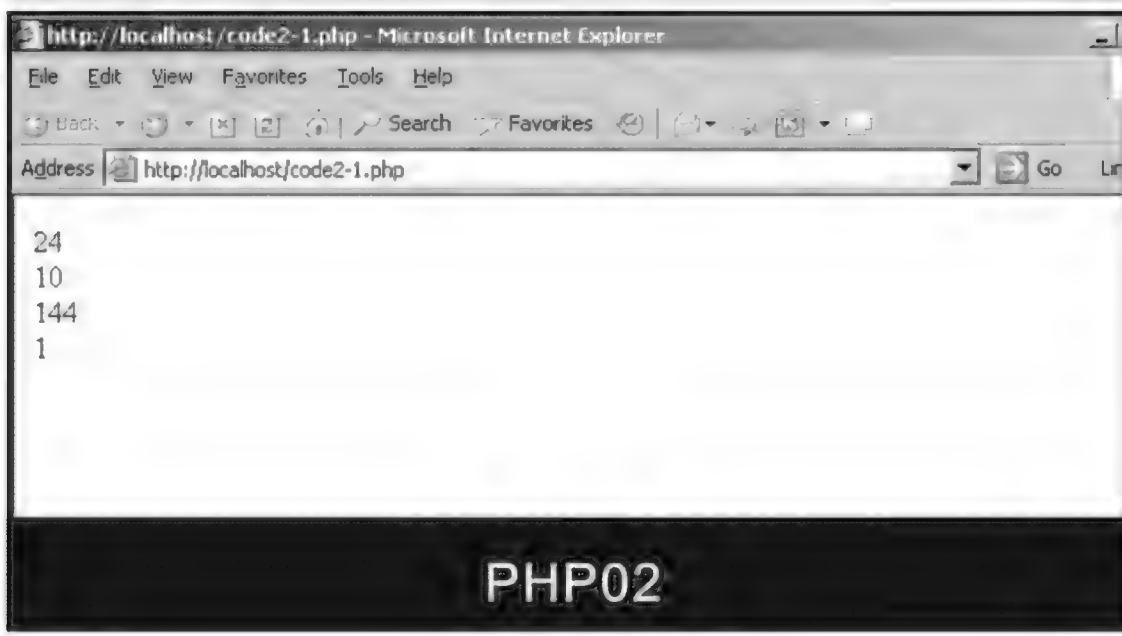 http://localhost/code2-1.php - Microsoft Internet Explorer
File Edit View Favorites Tools Help
Back Search Favorites
Address http://localhost/code2-1.php Go
24
10
144
1
PHP02